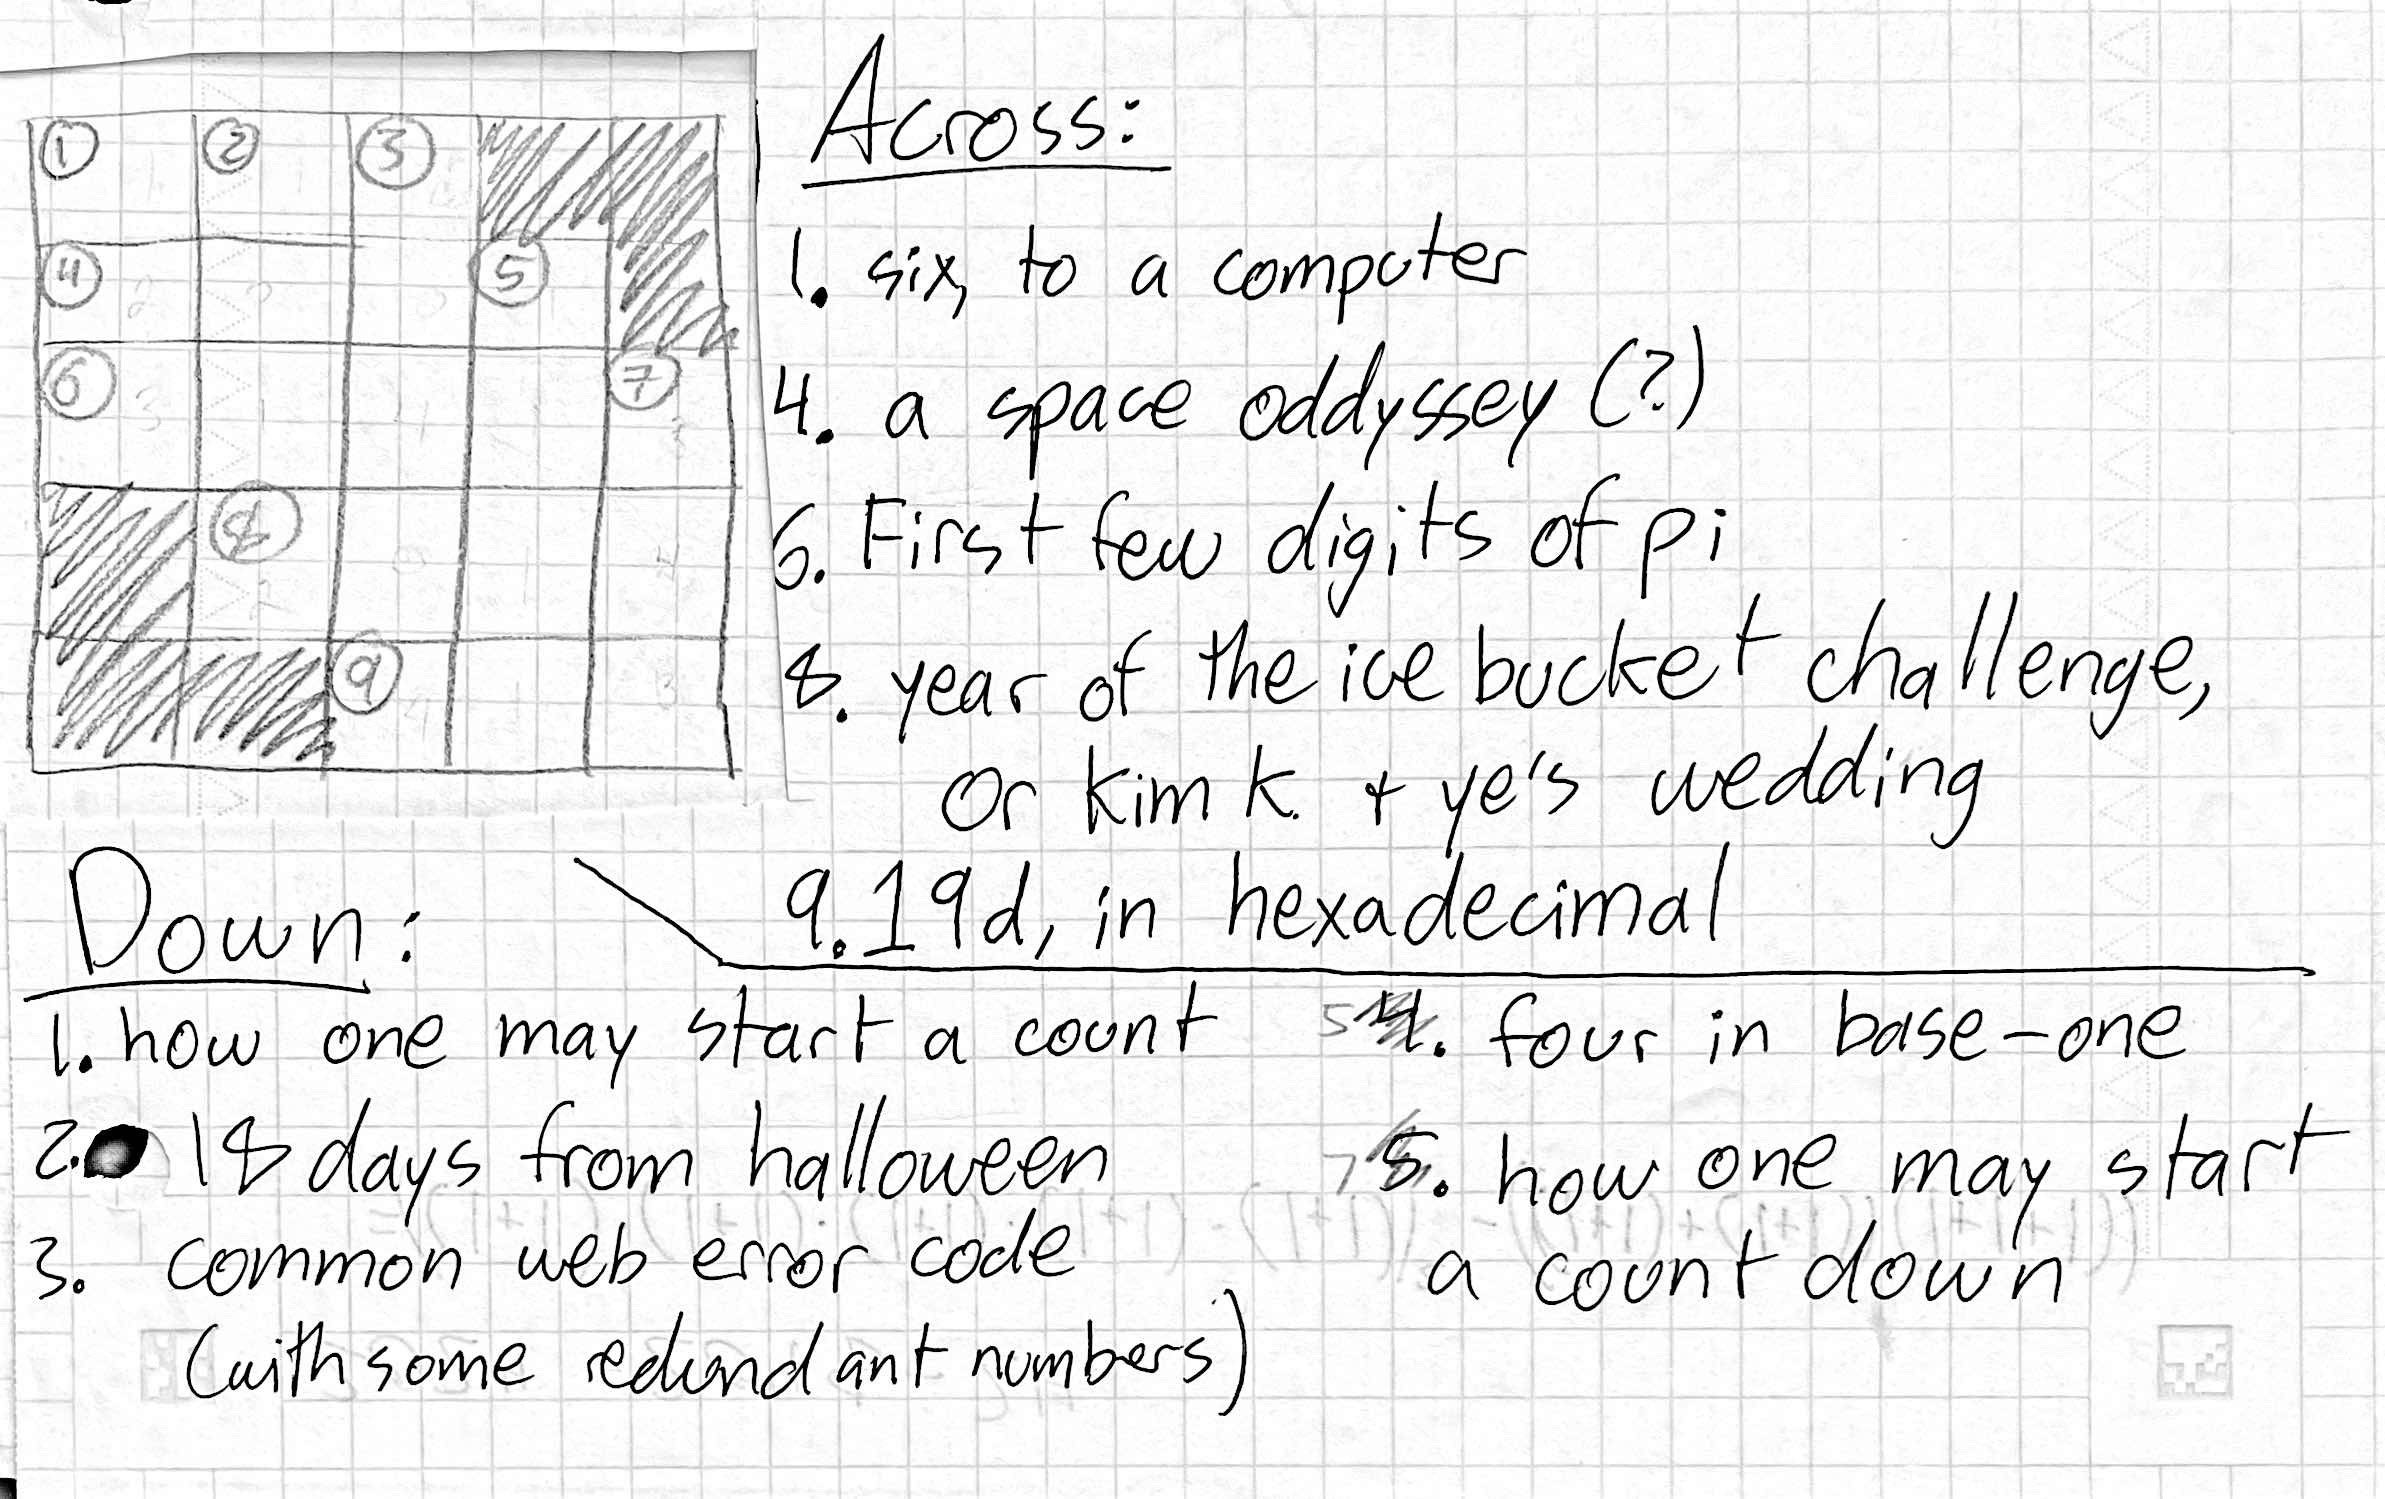 1 2 3
4 5
6 7
8
9
Across:
1. six, to a computer
4. a space oddyssey (?)
6. First few digits of pi
8. year of the ice bucket challenge,
or kim k. + ye's wedding
9. 19d, in hexadecimal
Down:
1. how one may start a count
2. 18 days from halloween
3. common web error code
(with some redundant numbers)
5 4. four in base-one
7 5. how one may start
a count down